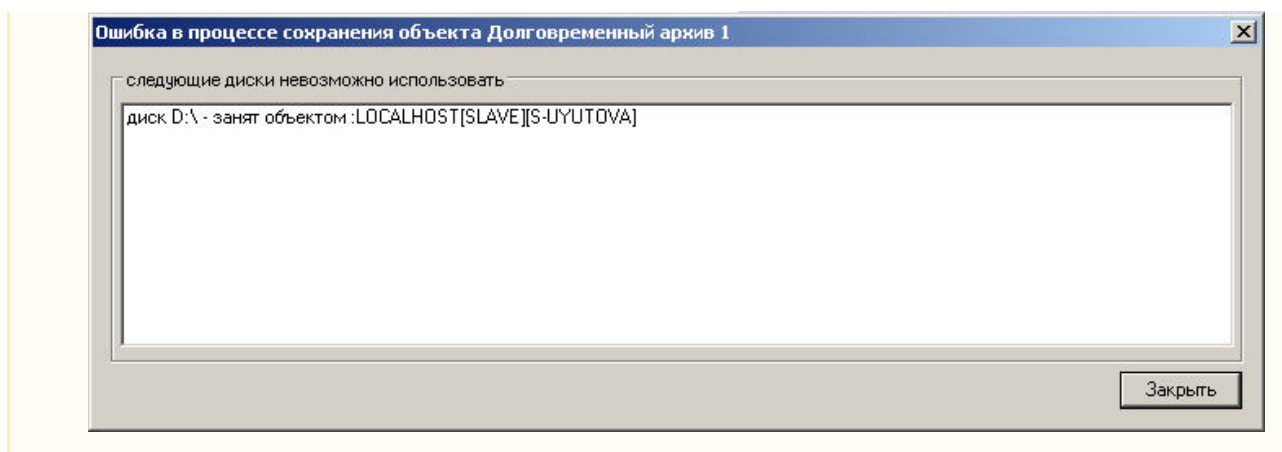 Ошибка в процессе сохранения объекта Долговременный архив 1
следующие диски невозможно использовать
диск D:\ - занят объектом :LOCALHOST[SLAVE][S-UYUTOVA]
Закрыть